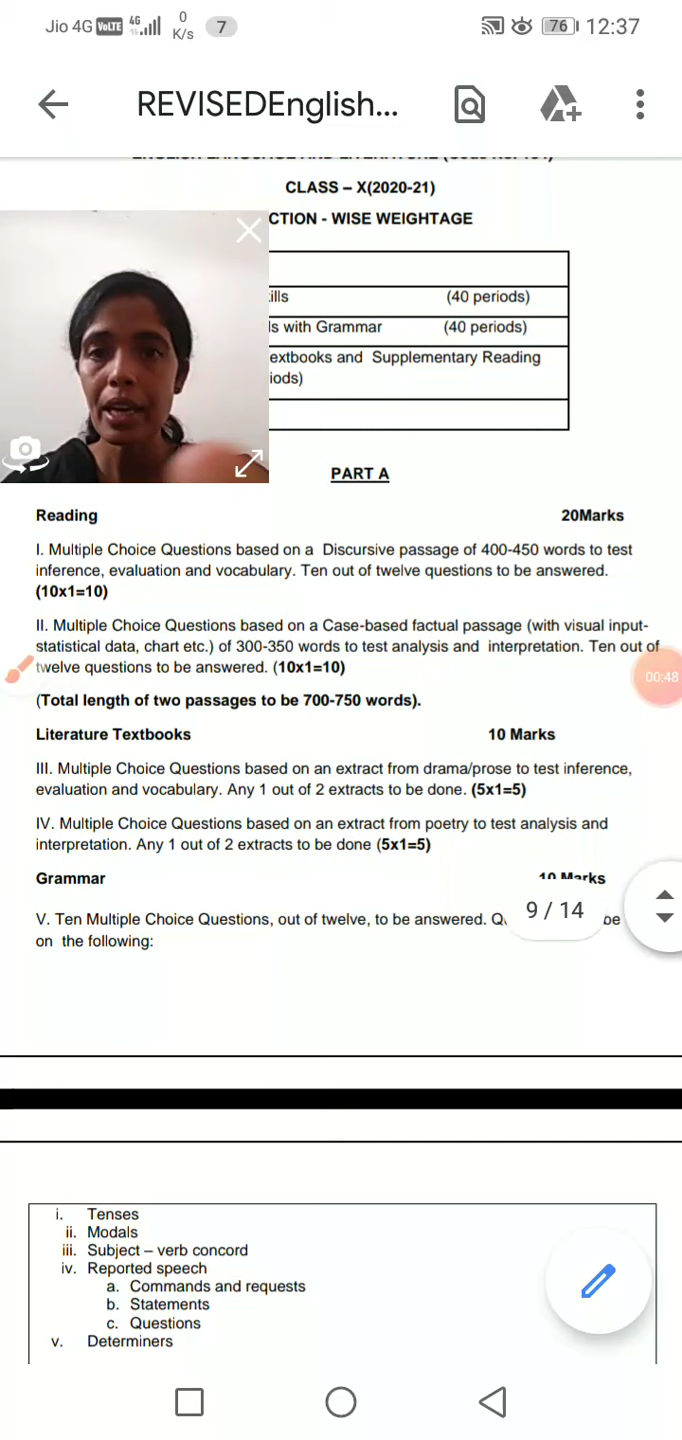 Jio 4G VoLTE 4G 0 K/s 7 76 12:37
REVISEDEnglish...
CLASS – X(2020-21)
CTION - WISE WEIGHTAGE
ills (40 periods)
ls with Grammar (40 periods)
extbooks and Supplementary Reading
iods)
PART A
Reading 20Marks
I. Multiple Choice Questions based on a Discursive passage of 400-450 words to test
inference, evaluation and vocabulary. Ten out of twelve questions to be answered.
(10x1=10)
II. Multiple Choice Questions based on a Case-based factual passage (with visual input-
statistical data, chart etc.) of 300-350 words to test analysis and interpretation. Ten out of
twelve questions to be answered. (10x1=10)
00:48
(Total length of two passages to be 700-750 words).
Literature Textbooks 10 Marks
III. Multiple Choice Questions based on an extract from drama/prose to test inference,
evaluation and vocabulary. Any 1 out of 2 extracts to be done. (5x1=5)
IV. Multiple Choice Questions based on an extract from poetry to test analysis and
interpretation. Any 1 out of 2 extracts to be done (5x1=5)
Grammar 10 Marks
V. Ten Multiple Choice Questions, out of twelve, to be answered. Q be
9 / 14
on the following:
i. Tenses
ii. Modals
iii. Subject – verb concord
iv. Reported speech
a. Commands and requests
b. Statements
c. Questions
v. Determiners